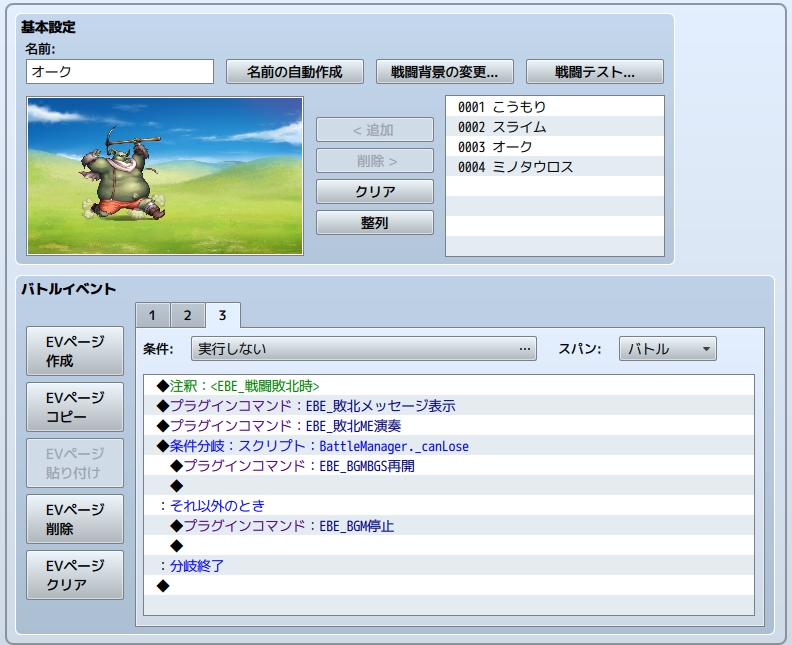 基本設定
名前:
オーク
名前の自動作成
戦闘背景の変更...
戦闘テスト...
< 追加
削除 >
クリア
整列
0001 こうもり
0002 スライム
0003 オーク
0004 ミノタウロス
バトルイベント
EVページ
作成
EVページ
コピー
EVページ
貼り付け
EVページ
削除
EVページ
クリア
1 2 3
条件: 実行しない ... スパン: バトル
◆注釈：<EBE_戦闘敗北時>
◆プラグインコマンド：EBE_敗北メッセージ表示
◆プラグインコマンド：EBE_敗北ME演奏
◆条件分岐：スクリプト：BattleManager._canLose
◆プラグインコマンド：EBE_BGMBGS再開
◆
：それ以外のとき
◆プラグインコマンド：EBE_BGM停止
◆
：分岐終了
◆